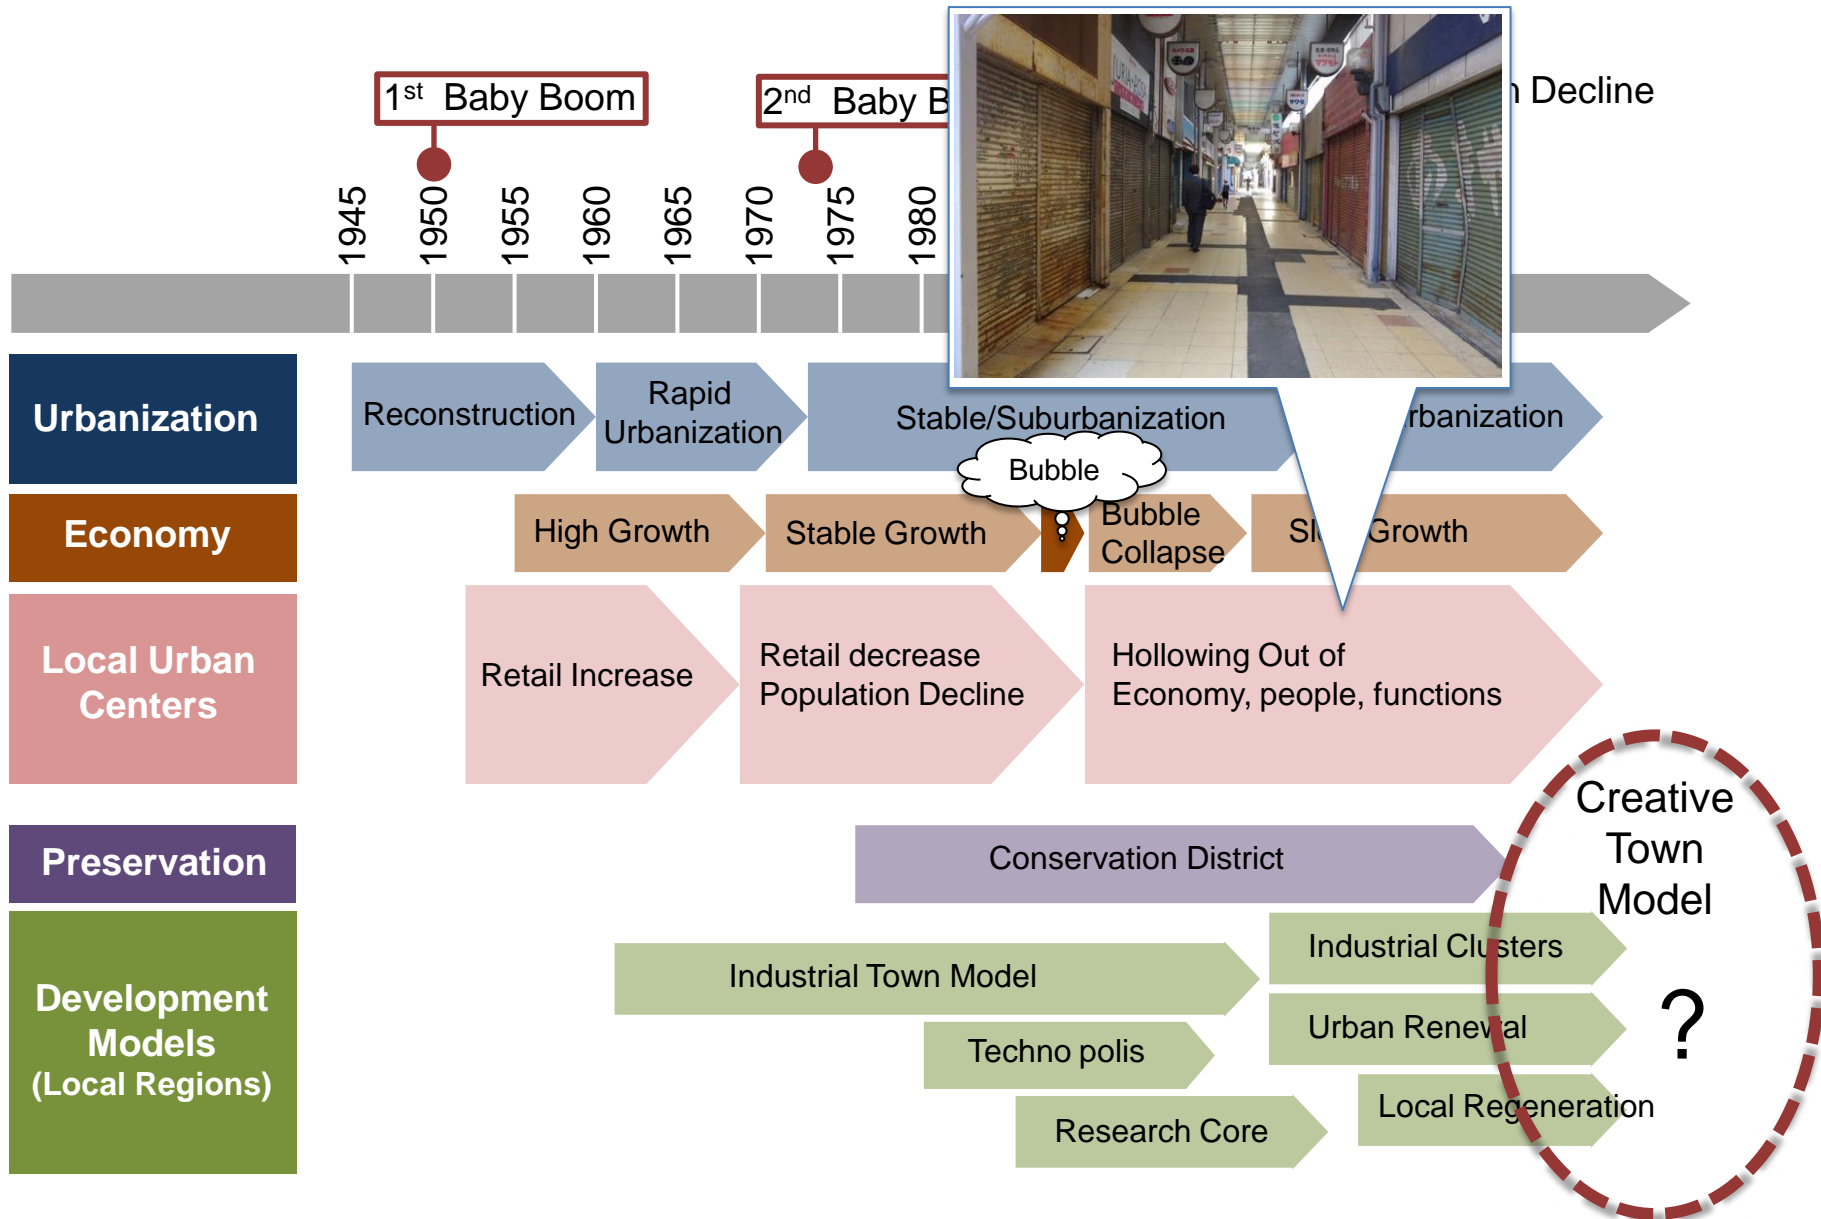 1st Baby Boom
2nd Baby B
Decline
1945
1950
1955
1960
1965
1970
1975
1980
Urbanization
Reconstruction
Rapid
Urbanization
Stable/Suburbanization
rbanization
Bubble
Economy
High Growth
Stable Growth
Bubble
Collapse
Growth
Local Urban
Centers
Retail Increase
Retail decrease
Population Decline
Hollowing Out of
Economy, people, functions
Preservation
Conservation District
Creative
Town
Model
?
Development
Models
(Local Regions)
Industrial Town Model
Industrial Clusters
Techno polis
Urban Renewal
Research Core
Local Regeneration